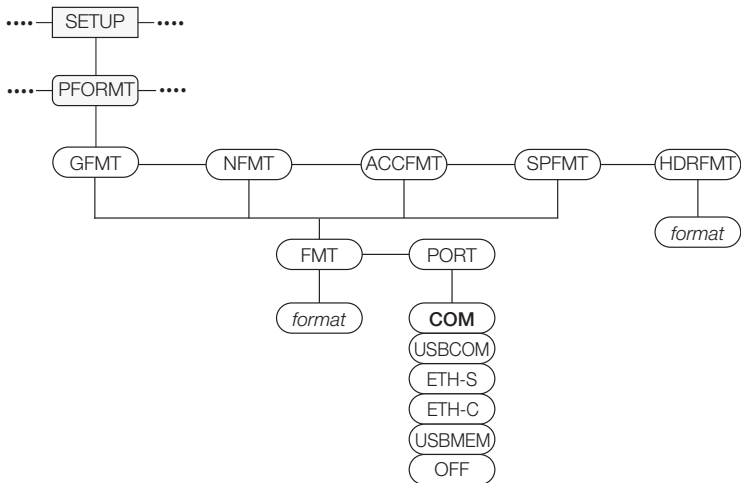 •••• SETUP ••••
•••• PFORMT ••••
GFMT NFMT ACCFMT SPFMT HDRFMT
format
FMT PORT
format
COM
USBCOM
ETH-S
ETH-C
USBMEM
OFF